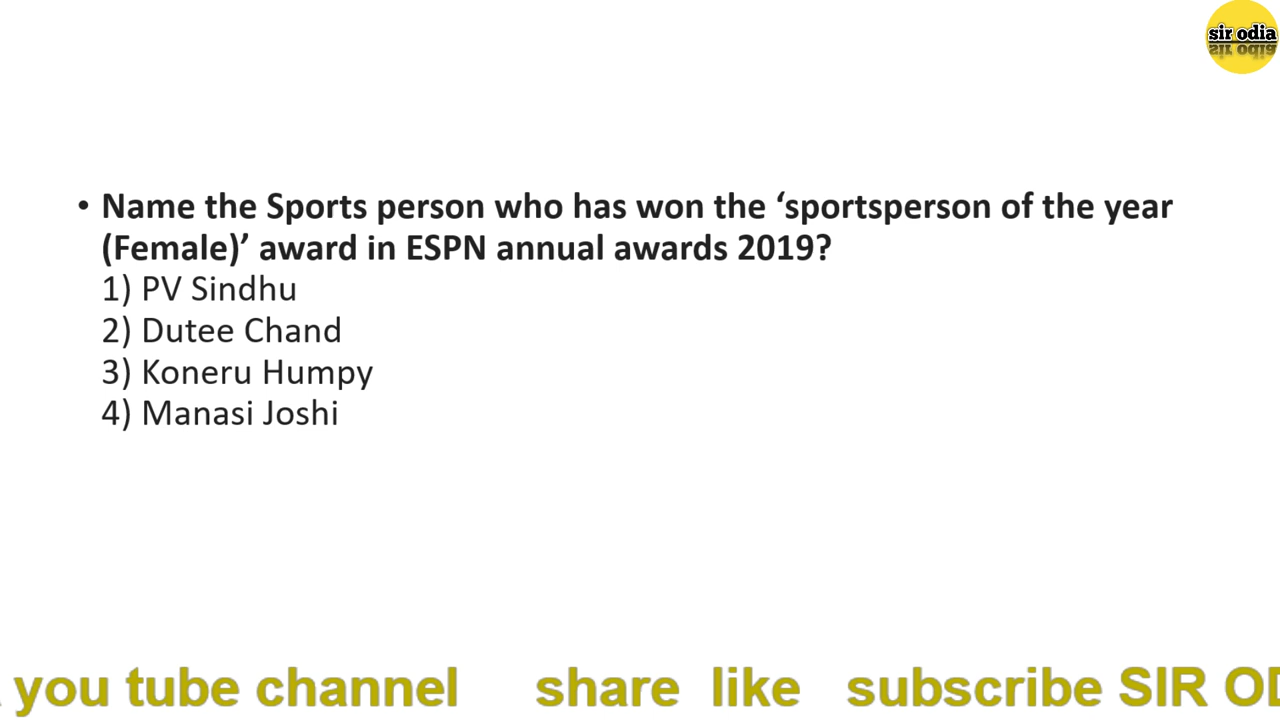 sir odia
• Name the Sports person who has won the ‘sportsperson of the year
(Female)’ award in ESPN annual awards 2019?
1) PV Sindhu
2) Dutee Chand
3) Koneru Humpy
4) Manasi Joshi
you tube channel share like subscribe SIR OD